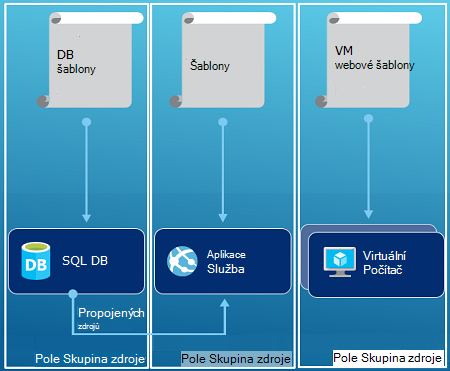 DB
šablony
Šablony
VM
webové šablony
DB
SQL DB
Aplikace
Služba
Virtuální
Počítač
Propojených
zdrojů
Pole Skupina zdroje
Pole Skupina zdroje
Pole Skupina zdroje